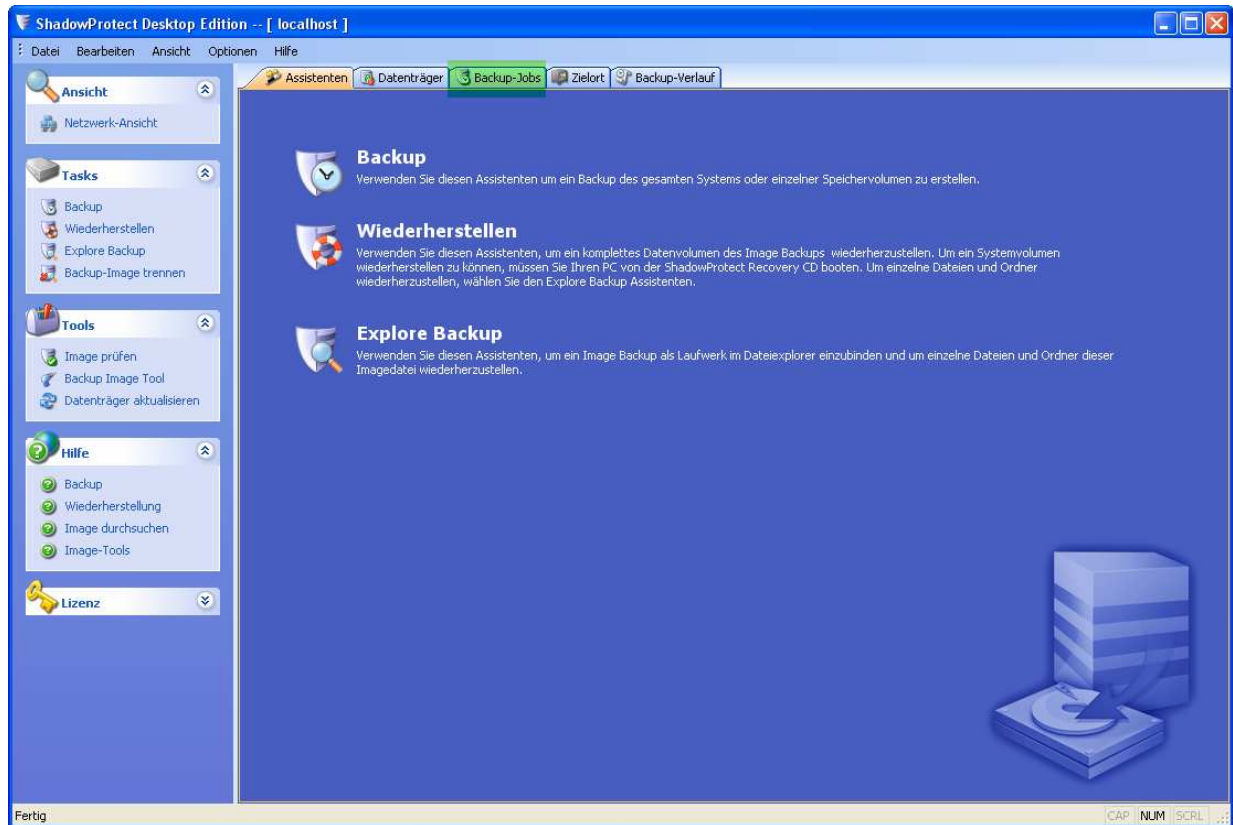 ShadowProtect Desktop Edition -- [ localhost ]
Datei Bearbeiten Ansicht Optionen Hilfe
Assistenten Datenträger Backup-Jobs Zielort Backup-Verlauf
Ansicht
Netzwerk-Ansicht
Tasks
Backup
Wiederherstellen
Explore Backup
Backup-Image trennen
Tools
Image prüfen
Backup Image Tool
Datenträger aktualisieren
Hilfe
Backup
Wiederherstellung
Image durchsuchen
Image-Tools
Lizenz
Backup
Verwenden Sie diesen Assistenten um ein Backup des gesamten Systems oder einzelner Speichervolumen zu erstellen.
Wiederherstellen
Verwenden Sie diesen Assistenten, um ein komplettes Datenvolumen des Image Backups wiederherzustellen. Um ein Systemvolumen
wiederherstellen zu können, müssen Sie Ihren PC von der ShadowProtect Recovery CD booten. Um einzelne Dateien und Ordner
wiederherzustellen, wählen Sie den Explore Backup Assistenten.
Explore Backup
Verwenden Sie diesen Assistenten, um ein Image Backup als Laufwerk im Dateiexplorer einzubinden und um einzelne Dateien und Ordner dieser
Imagedatei wiederherzustellen.
Fertig
CAP NUM SCRL